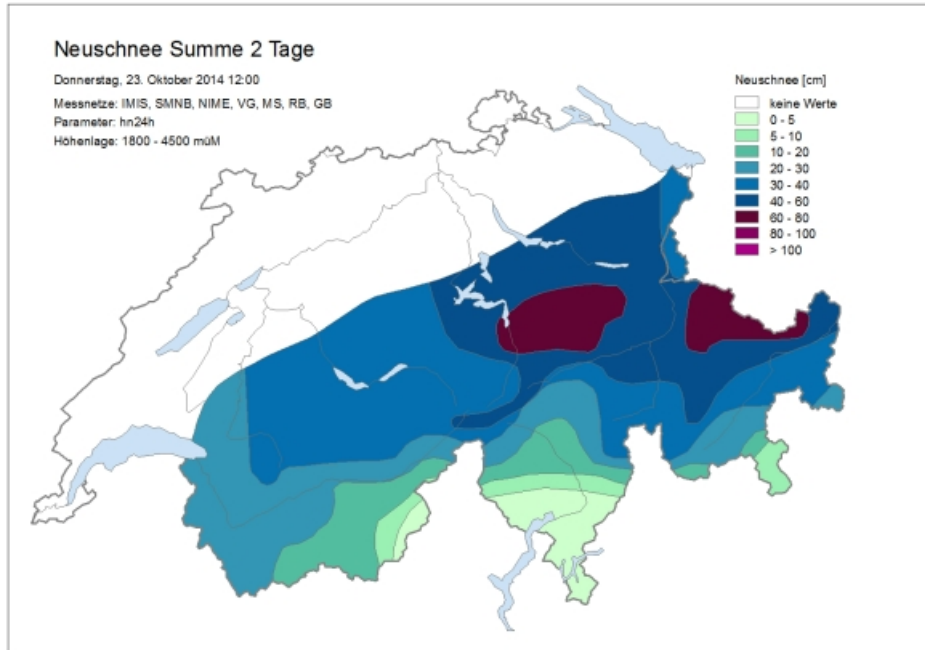 Neuschnee Summe 2 Tage
Donnerstag, 23. Oktober 2014 12:00
Messnetze: IMIS, SMNB, NIME, VG, MS, RB, GB
Parameter: hn24h
Höhenlage: 1800 - 4500 müM
Neuschnee [cm]
keine Werte
0 - 5
5 - 10
10 - 20
20 - 30
30 - 40
40 - 60
60 - 80
80 - 100
> 100